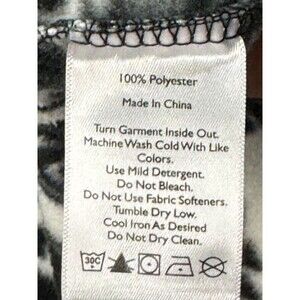 100% Polyester
Made In China
Turn Garment Inside Out.
Machine Wash Cold With Like
Colors.
Use Mild Detergent.
Do Not Bleach.
Do Not Use Fabric Softeners.
Tumble Dry Low.
Cool Iron As Desired
Do Not Dry Clean.
30C